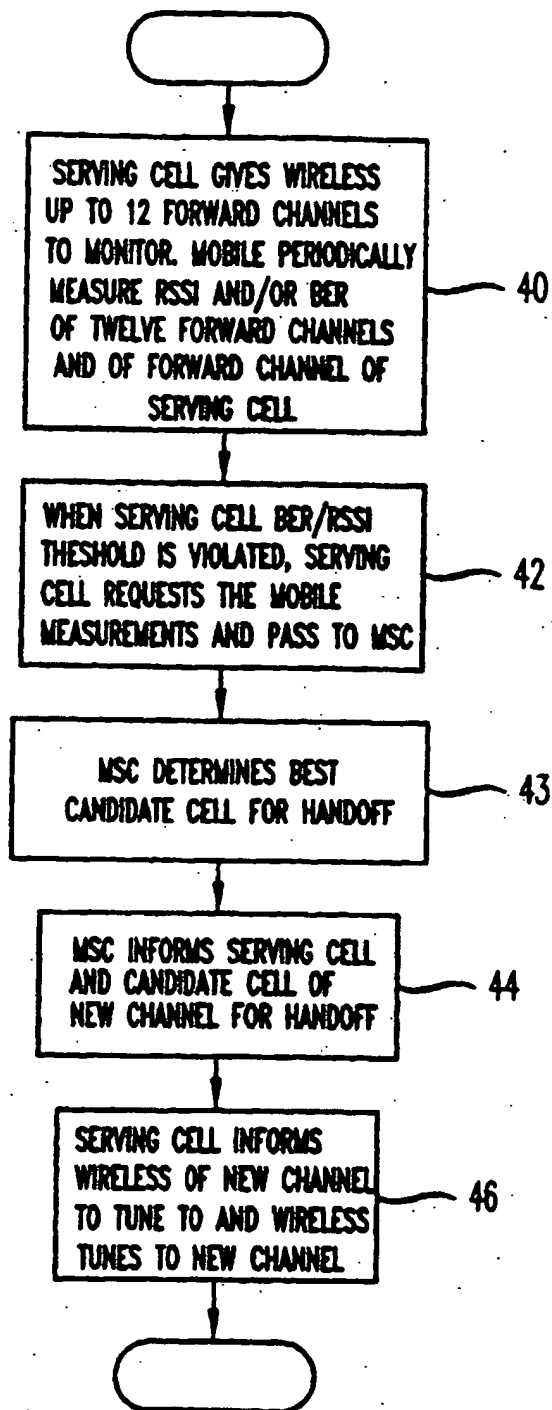 SERVING CELL GIVES WIRELESS
UP TO 12 FORWARD CHANNELS
TO MONITOR. MOBILE PERIODICALLY
MEASURE RSSI AND/OR BER
OF TWELVE FORWARD CHANNELS
AND OF FORWARD CHANNEL OF
SERVING CELL
40
WHEN SERVING CELL BER/RSSI
THESHOLD IS VIOLATED, SERVING
CELL REQUESTS THE MOBILE
MEASUREMENTS AND PASS TO MSC
42
MSC DETERMINES BEST
CANDIDATE CELL FOR HANDOFF
43
MSC INFORMS SERVING CELL
AND CANDIDATE CELL OF
NEW CHANNEL FOR HANDOFF
44
SERVING CELL INFORMS
WIRELESS OF NEW CHANNEL
TO TUNE TO AND WIRELESS
TUNES TO NEW CHANNEL
46